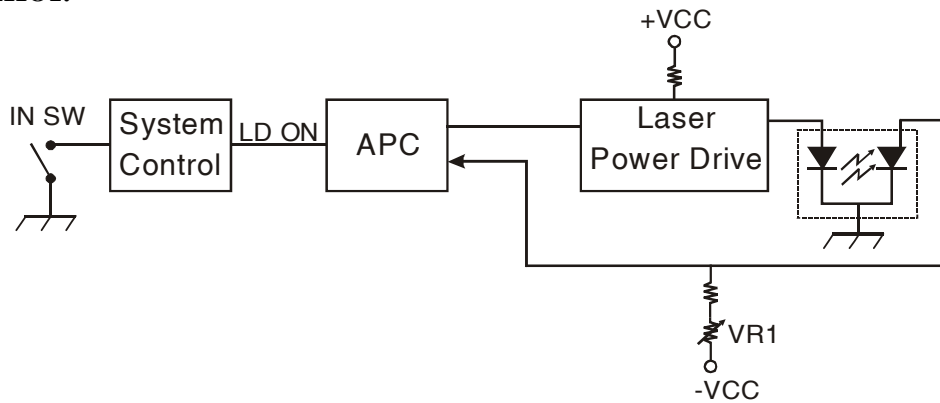 +VCC
IN SW
System
Control
LD ON
APC
Laser
Power Drive
VR1
-VCC